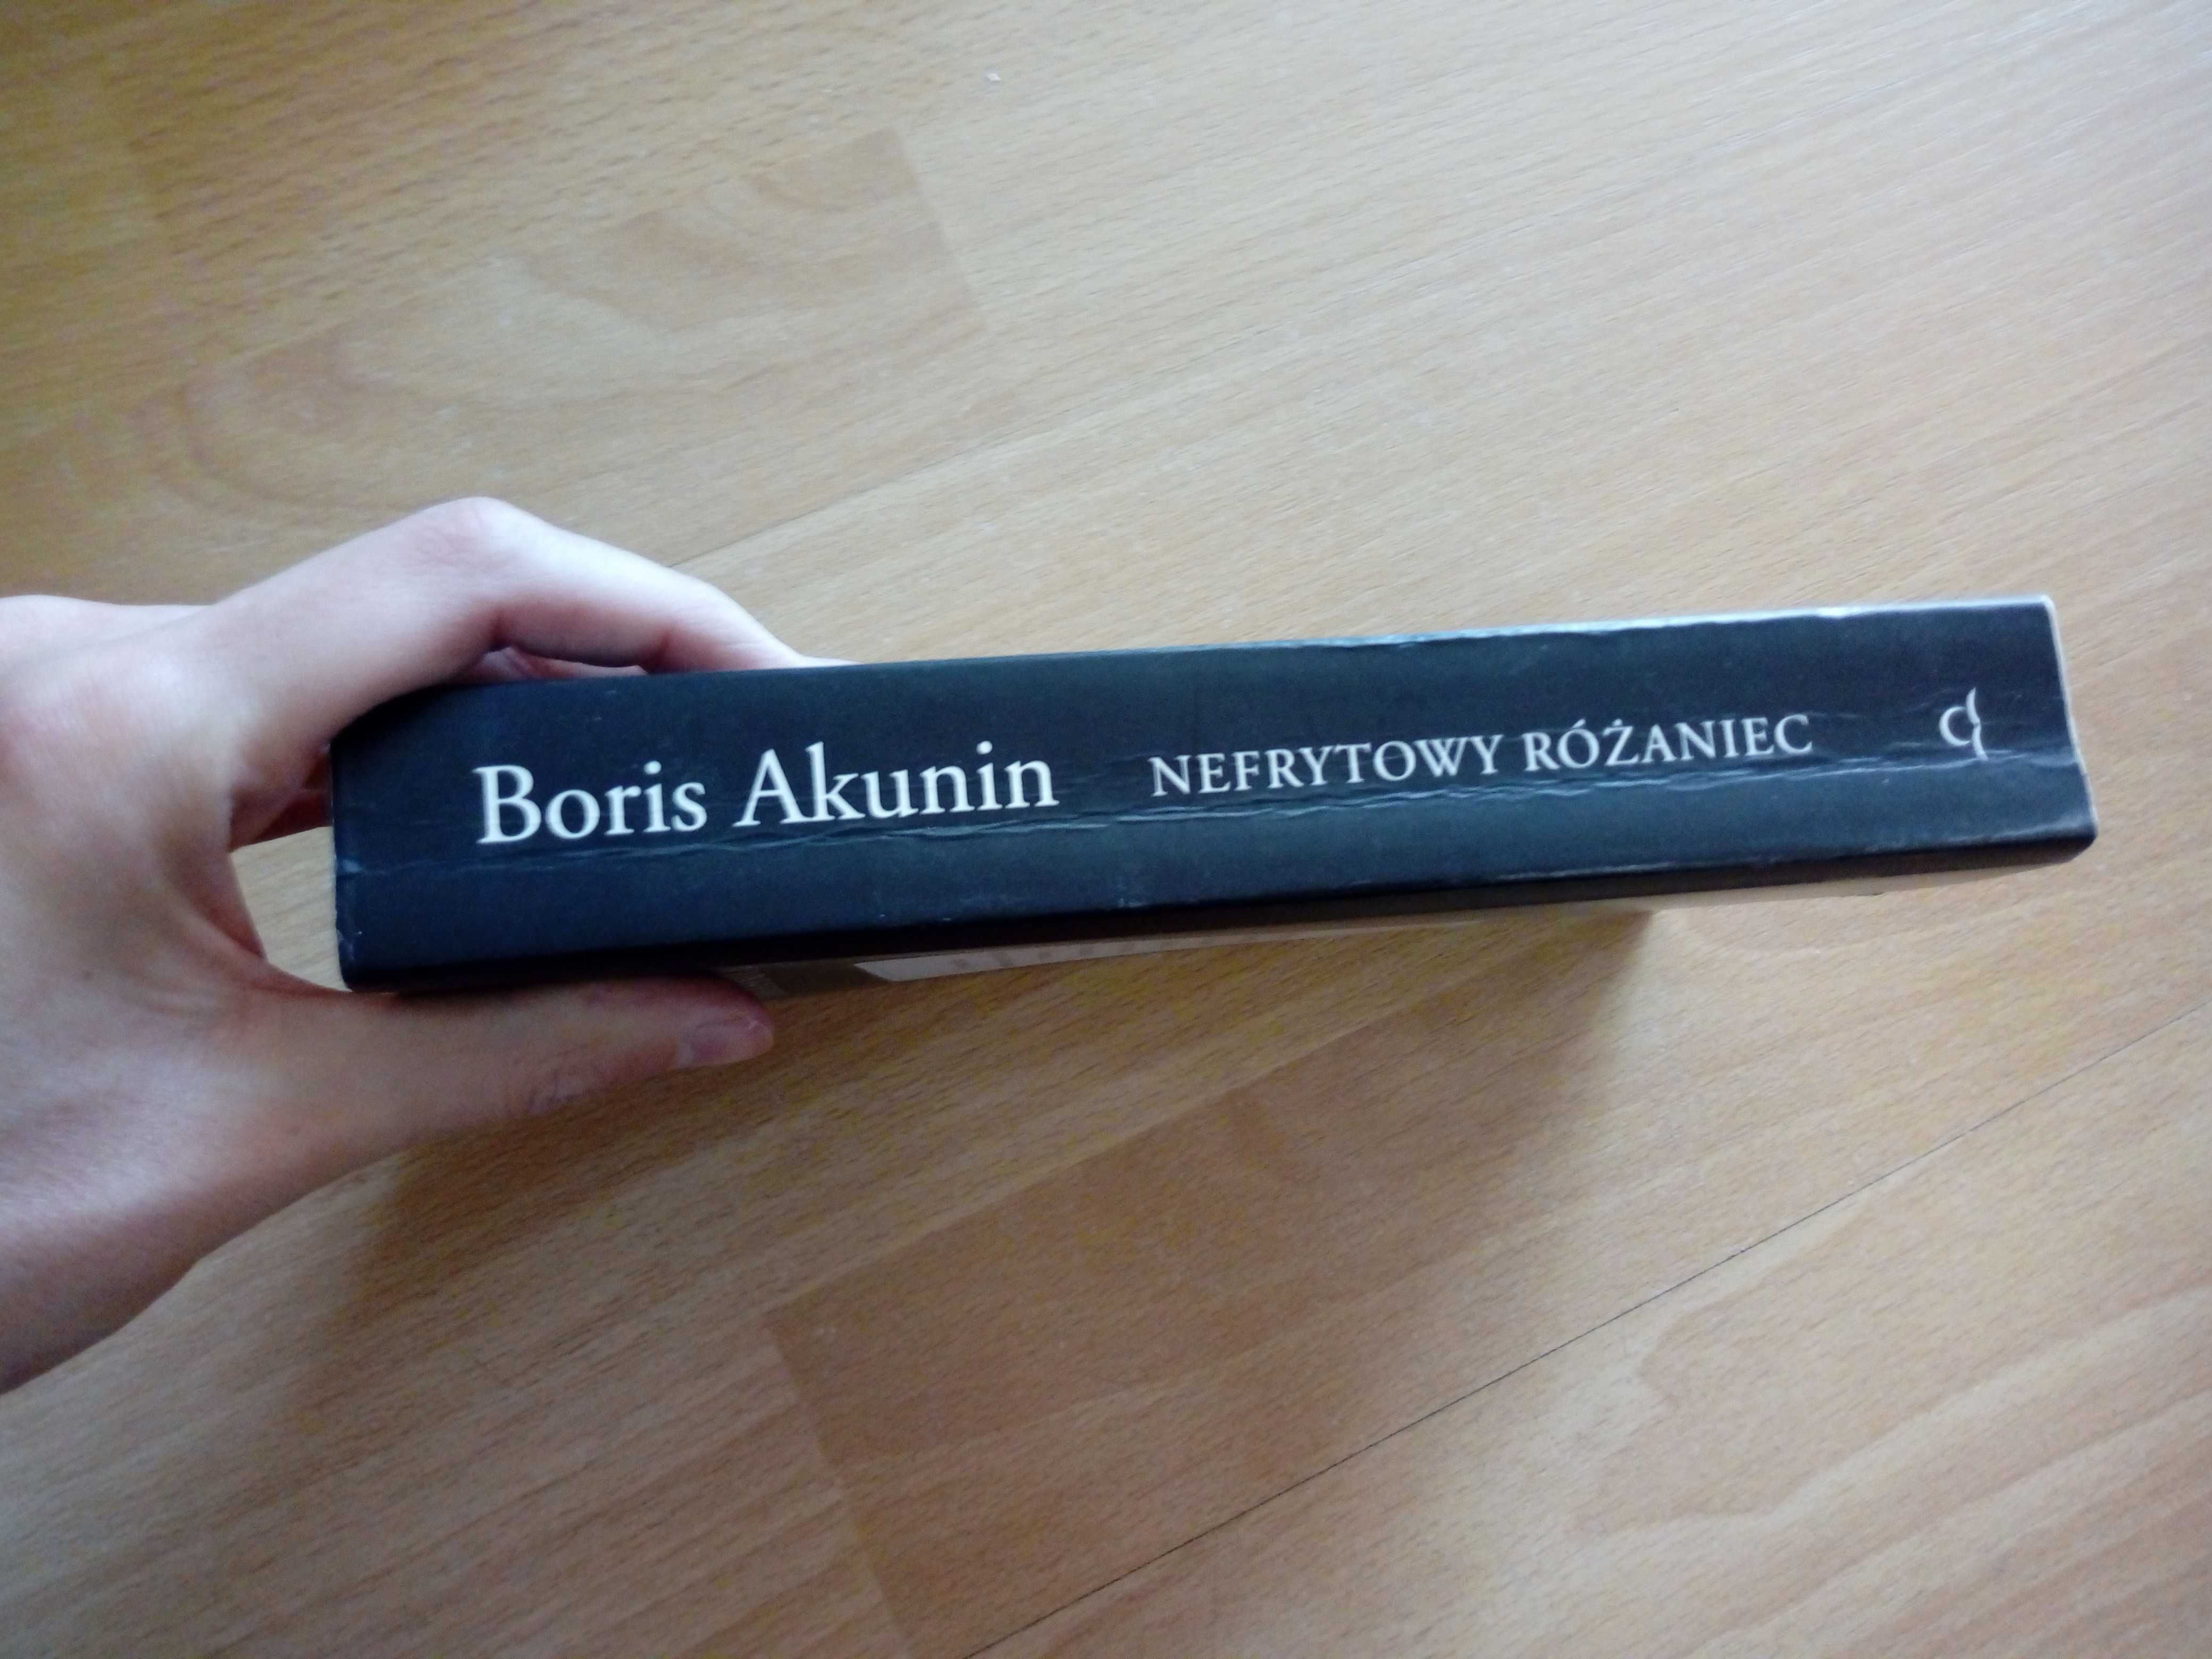 Boris Akunin NEFRYTOWY RÓŻANIEC